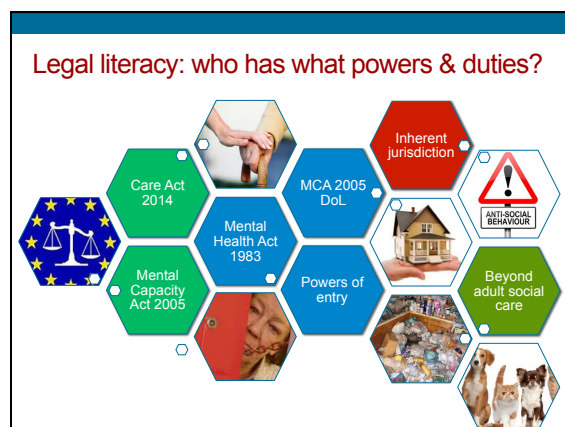 Legal literacy: who has what powers & duties?
Care Act
2014
Mental
Capacity
Act 2005
Mental
Health Act
1983
MCA 2005
DoL
Powers of
entry
Inherent
jurisdiction
ANTI-SOCIAL
BEHAVIOUR
Beyond
adult social
care